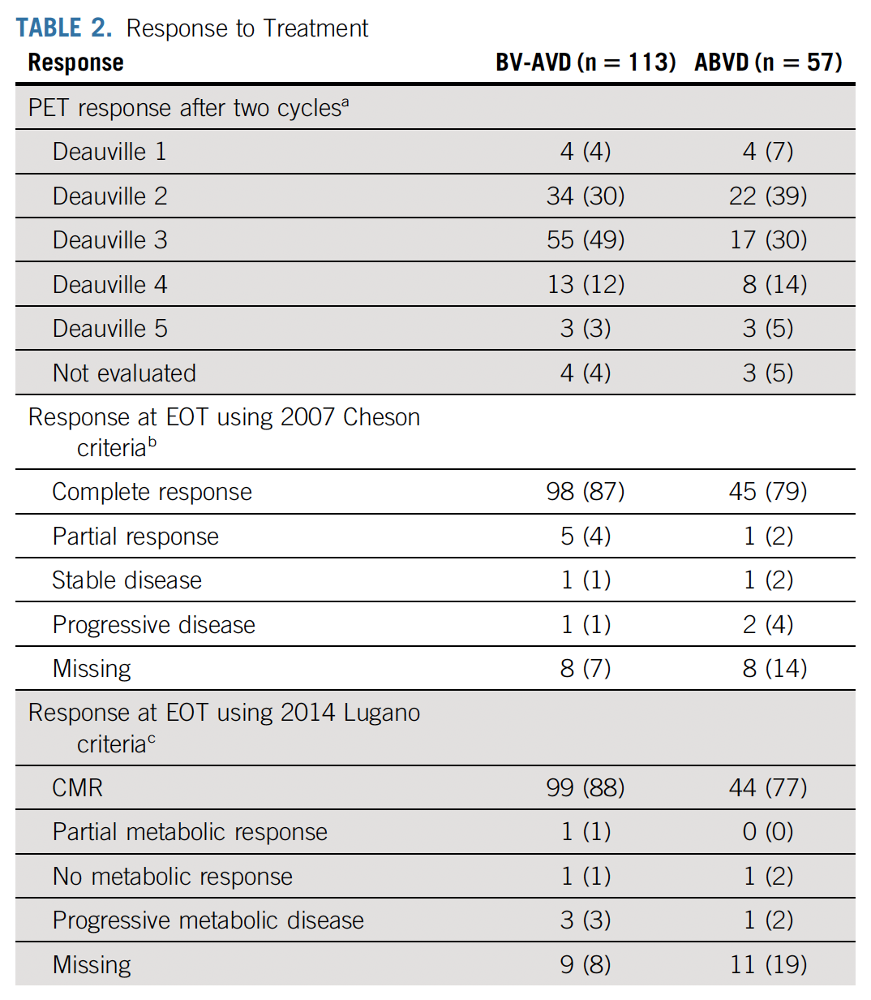 TABLE 2. Response to Treatment
Response BV-AVD (n = 113) ABVD (n = 57)
PET response after two cyclesa
Deauville 1 4 (4) 4 (7)
Deauville 2 34 (30) 22 (39)
Deauville 3 55 (49) 17 (30)
Deauville 4 13 (12) 8 (14)
Deauville 5 3 (3) 3 (5)
Not evaluated 4 (4) 3 (5)
Response at EOT using 2007 Cheson
criteriab
Complete response 98 (87) 45 (79)
Partial response 5 (4) 1 (2)
Stable disease 1 (1) 1 (2)
Progressive disease 1 (1) 2 (4)
Missing 8 (7) 8 (14)
Response at EOT using 2014 Lugano
criteriac
CMR 99 (88) 44 (77)
Partial metabolic response 1 (1) 0 (0)
No metabolic response 1 (1) 1 (2)
Progressive metabolic disease 3 (3) 1 (2)
Missing 9 (8) 11 (19)